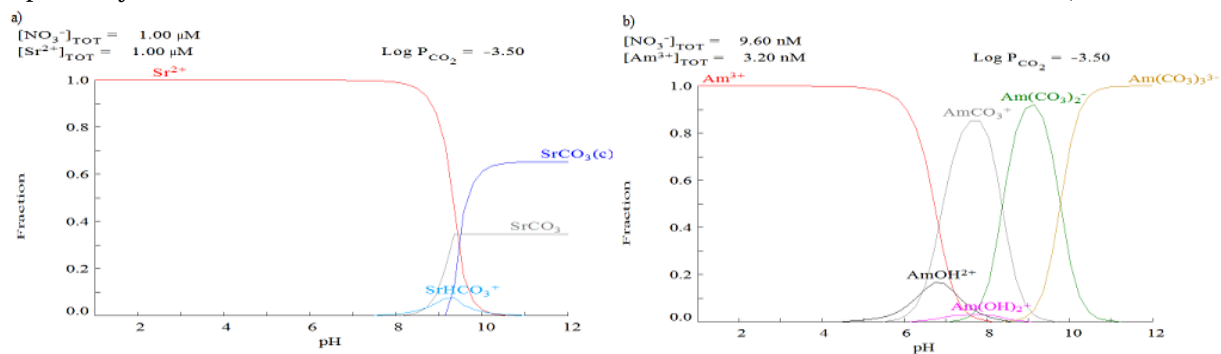 a)
[NO₃⁻]TOT = 1.00 µM
[Sr²⁺]TOT = 1.00 µM
Log P CO₂ = -3.50
Sr²⁺
SrCO₃(c)
SrCO₃
SrHCO₃⁺
1.0
0.8
0.6
0.4
0.2
0.0
Fraction
2 4 6 8 10 12
pH
b)
[NO₃⁻]TOT = 9.60 nM
[Am³⁺]TOT = 3.20 nM
Log P CO₂ = -3.50
Am³⁺
AmCO₃⁺
Am(CO₃)₂⁻
Am(CO₃)₃³⁻
AmOH²⁺
Am(OH)₂⁺
1.0
0.8
0.6
0.4
0.2
0.0
Fraction
2 4 6 8 10 12
pH